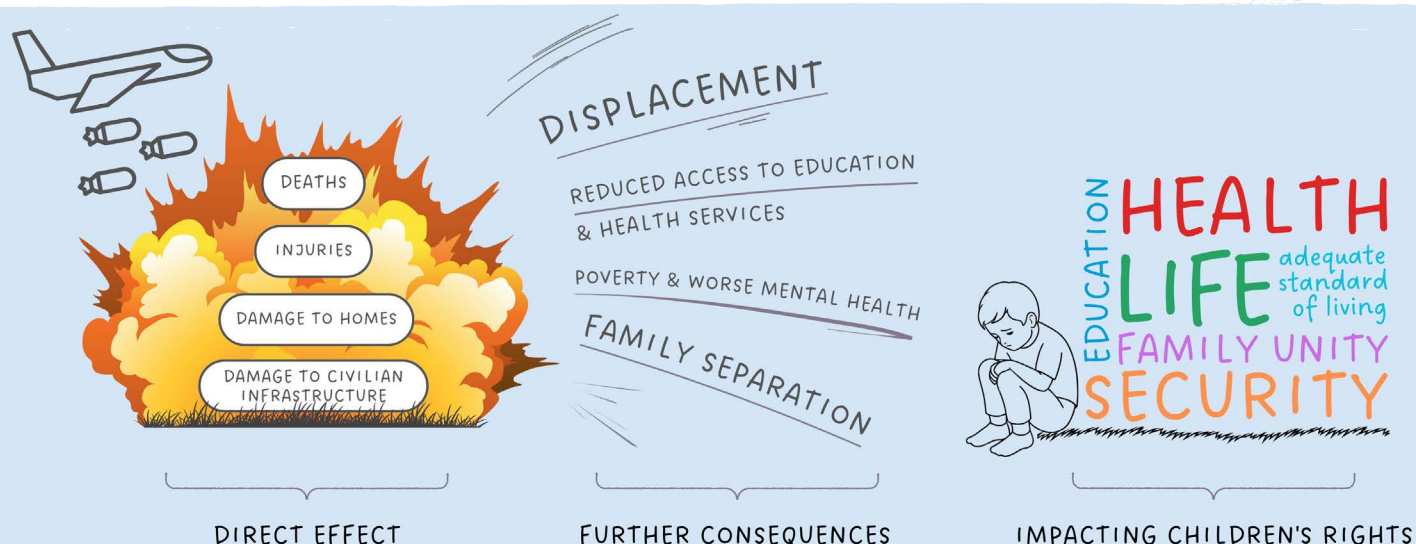 DEATHS
INJURIES
DAMAGE TO HOMES
DAMAGE TO CIVILIAN
INFRASTRUCTURE
DIRECT EFFECT
DISPLACEMENT
REDUCED ACCESS TO EDUCATION
& HEALTH SERVICES
POVERTY & WORSE MENTAL HEALTH
FAMILY SEPARATION
FURTHER CONSEQUENCES
EDUCATION
HEALTH
LIFE
adequate
standard
of living
FAMILY UNITY
SECURITY
IMPACTING CHILDREN'S RIGHTS